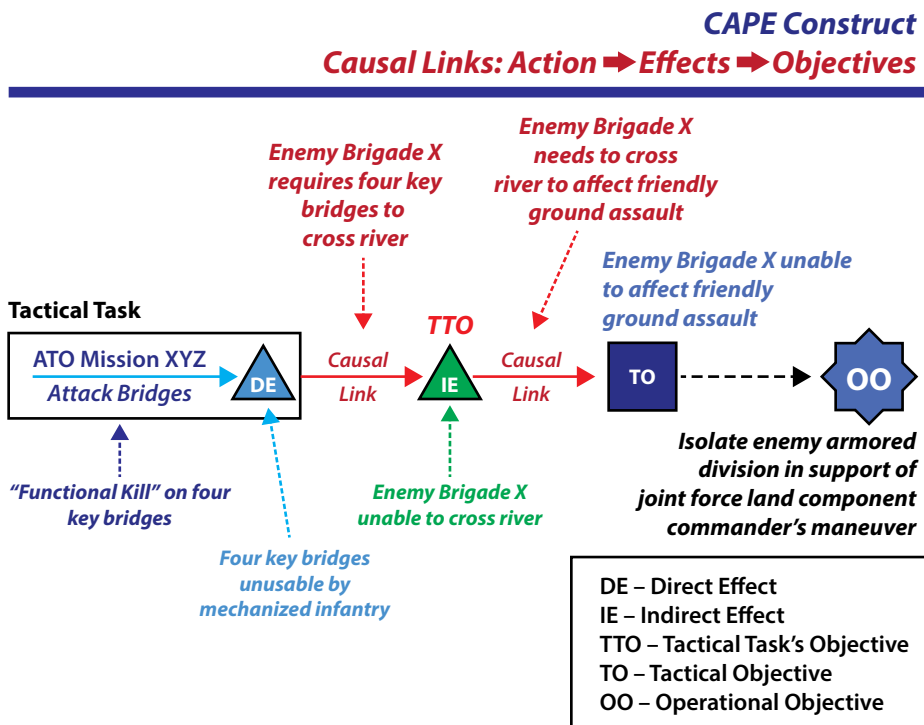 CAPE Construct
Causal Links: Action ➡ Effects ➡ Objectives
Enemy Brigade X
requires four key
bridges to
cross river
Enemy Brigade X
needs to cross
river to affect friendly
ground assault
Enemy Brigade X unable
to affect friendly
ground assault
Tactical Task
ATO Mission XYZ
Attack Bridges
DE
Causal
Link
TTO
IE
Causal
Link
TO
OO
"Functional Kill" on four
key bridges
Four key bridges
unusable by
mechanized infantry
Enemy Brigade X
unable to cross river
Isolate enemy armored
division in support of
joint force land component
commander's maneuver
DE – Direct Effect
IE – Indirect Effect
TTO – Tactical Task's Objective
TO – Tactical Objective
OO – Operational Objective